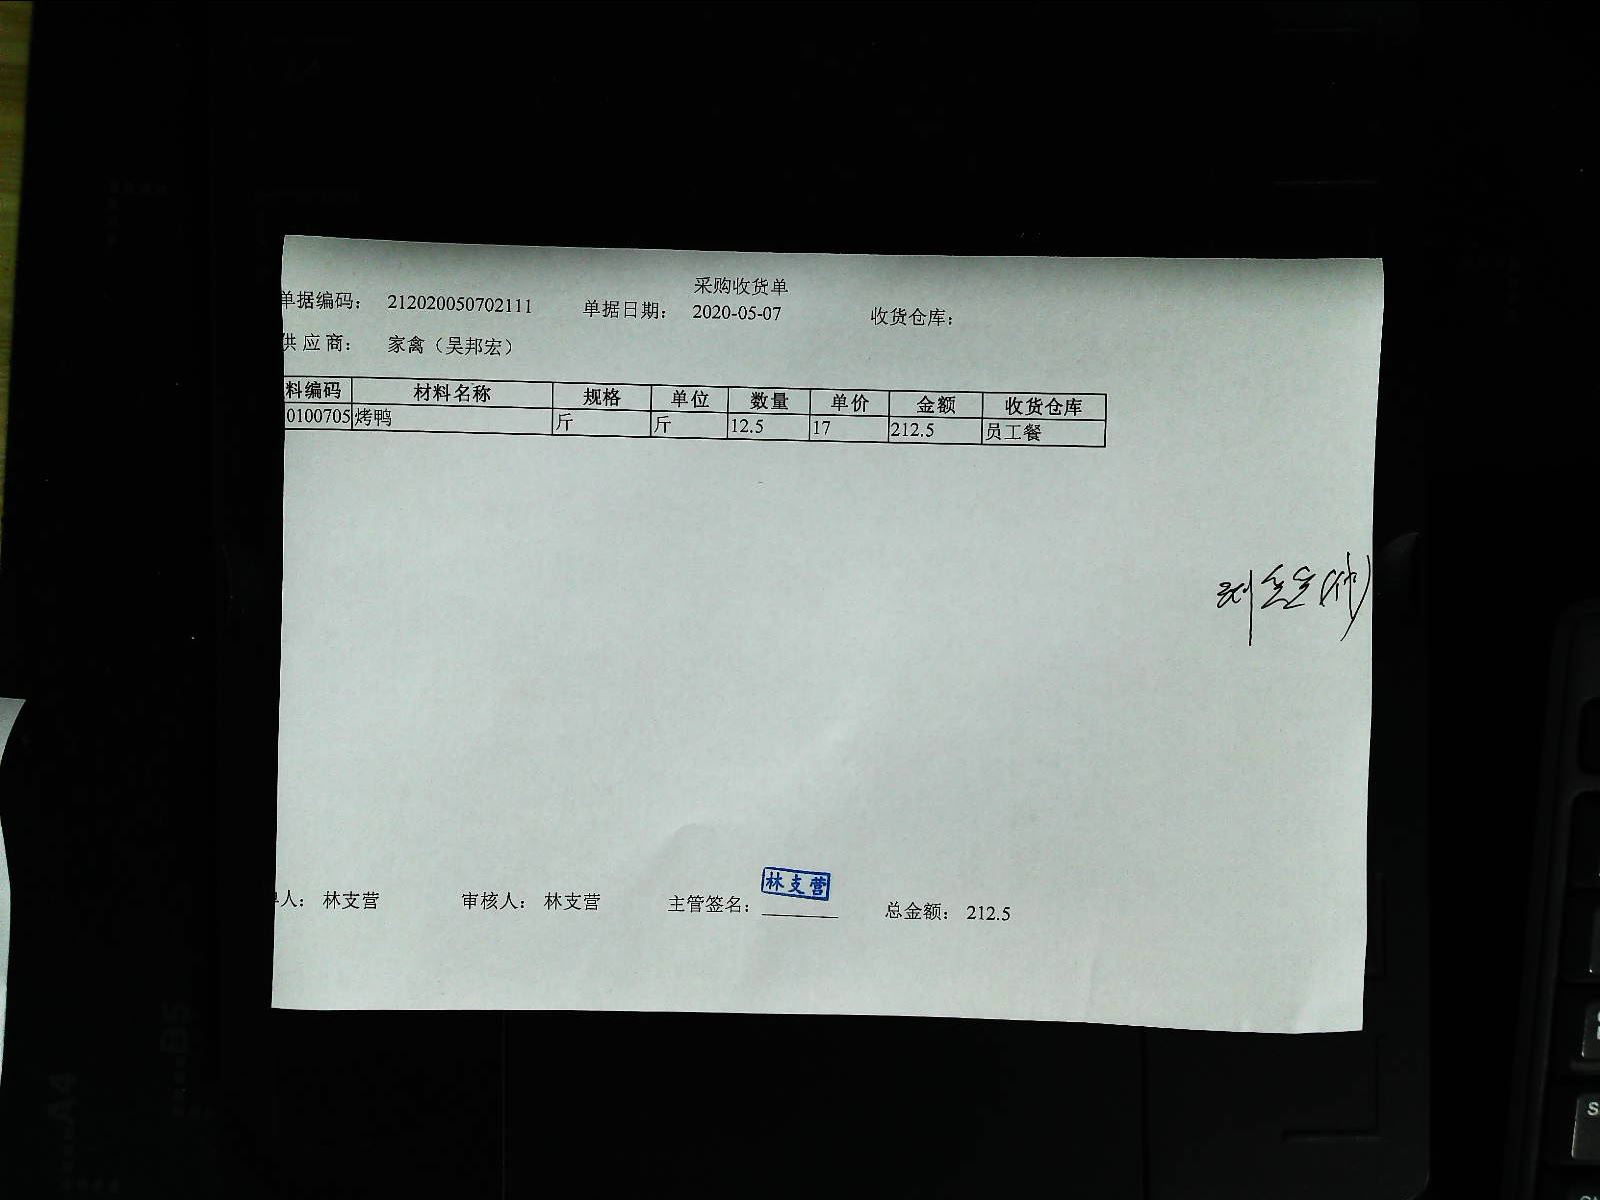 采购收货单
单据编码： 212020050702111 单据日期： 2020-05-07 收货仓库：
供应商： 家禽（吴邦宏）
料编码 材料名称 规格 单位 数量 单价 金额 收货仓库
0100705 烤鸭 斤 斤 12.5 17 212.5 员工餐
人： 林支营 审核人： 林支营 主管签名： 林支营 总金额： 212.5
A4
B5